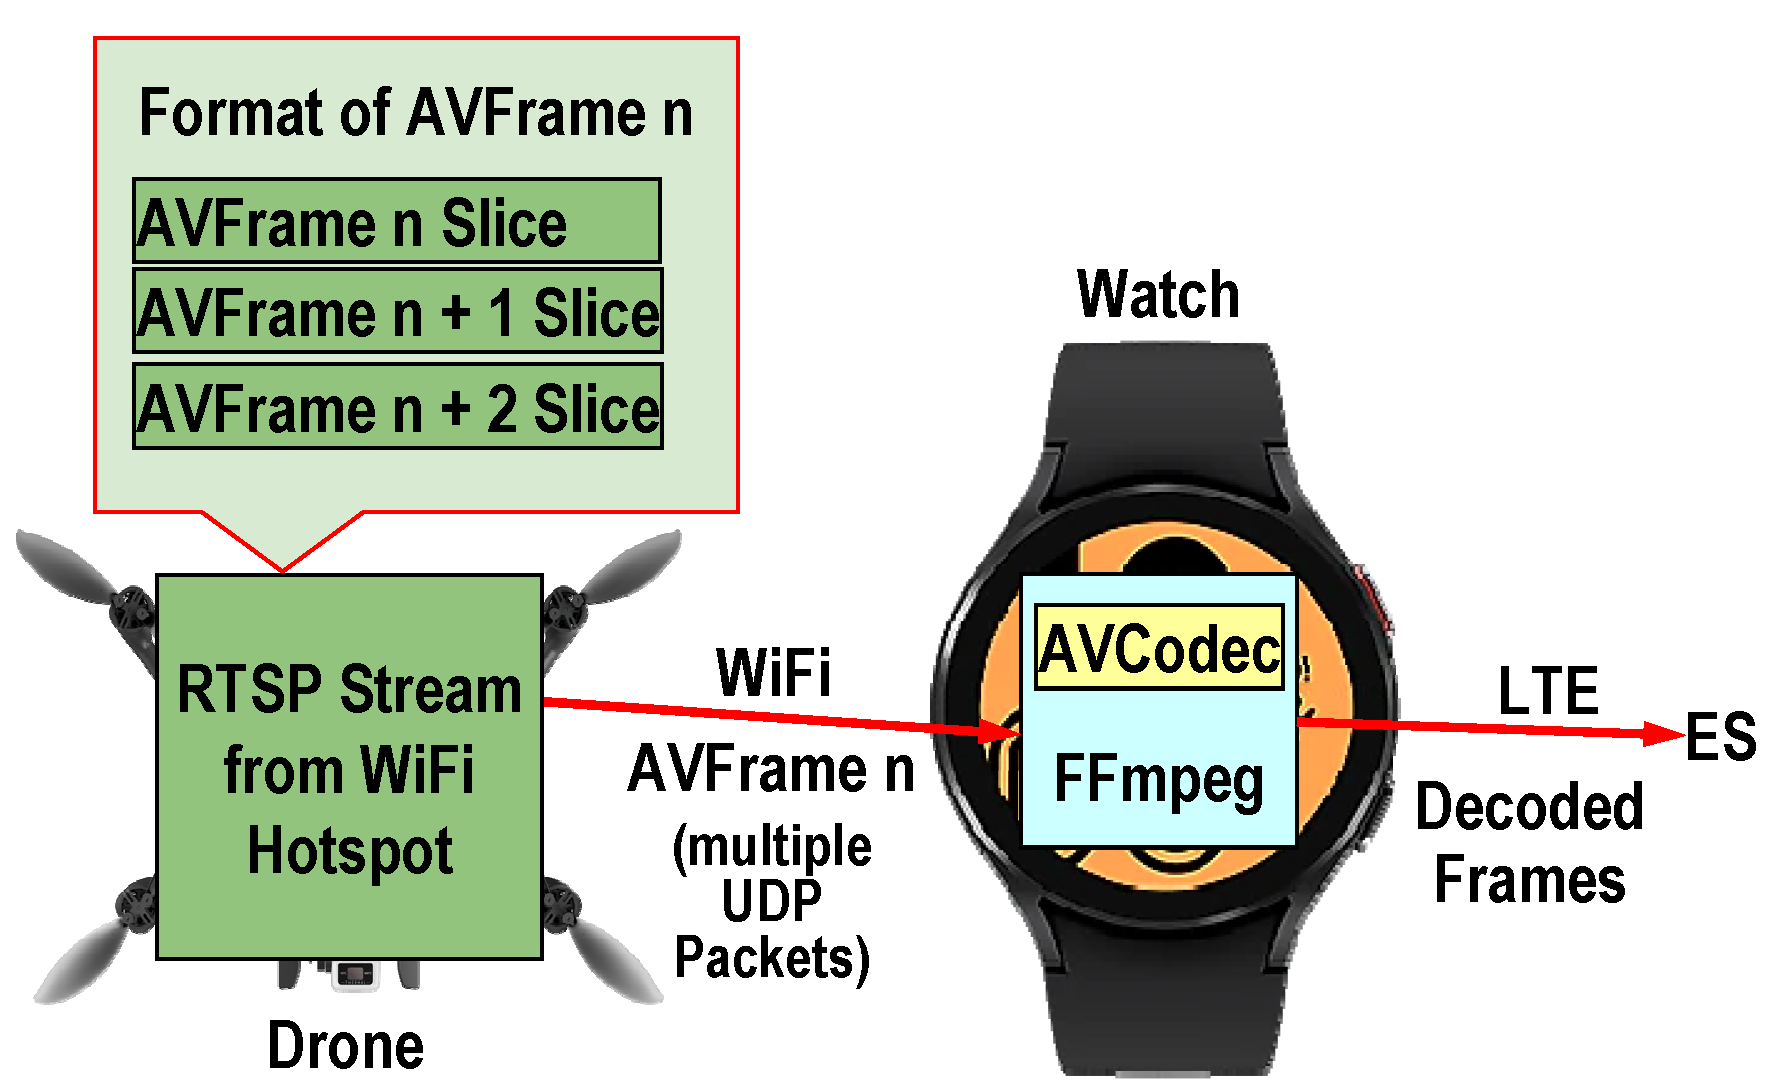 Format of AVFrame n
AVFrame n Slice
AVFrame n + 1 Slice
AVFrame n + 2 Slice
RTSP Stream
from WiFi
Hotspot
Drone
WiFi
AVFrame n
(multiple
UDP
Packets)
Watch
AVCodec
FFmpeg
LTE
ES
Decoded
Frames